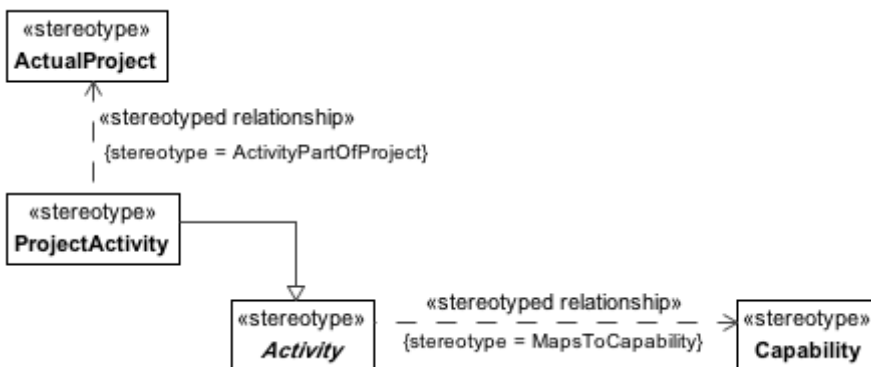 «stereotype»
ActualProject
«stereotyped relationship»
{stereotype = ActivityPartOfProject}
«stereotype»
ProjectActivity
«stereotype»
Activity
«stereotyped relationship»
{stereotype = MapsToCapability}
«stereotype»
Capability